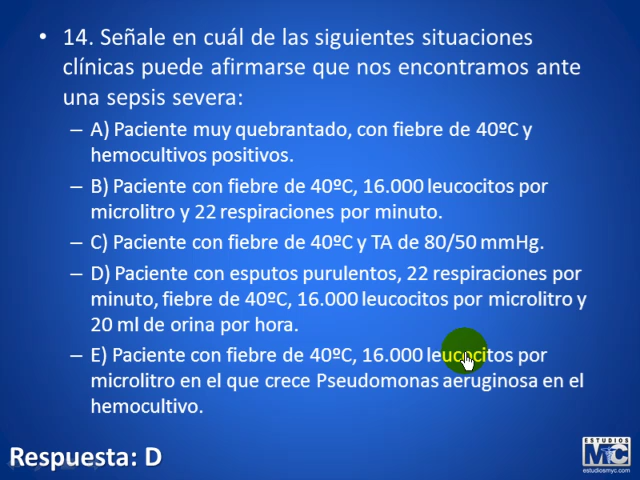 • 14. Señale en cuál de las siguientes situaciones
clínicas puede afirmarse que nos encontramos ante
una sepsis severa:
– A) Paciente muy quebrantado, con fiebre de 40ºC y
hemocultivos positivos.
– B) Paciente con fiebre de 40ºC, 16.000 leucocitos por
microlitro y 22 respiraciones por minuto.
– C) Paciente con fiebre de 40ºC y TA de 80/50 mmHg.
– D) Paciente con esputos purulentos, 22 respiraciones por
minuto, fiebre de 40ºC, 16.000 leucocitos por microlitro y
20 ml de orina por hora.
– E) Paciente con fiebre de 40ºC, 16.000 leucocitos por
microlitro en el que crece Pseudomonas aeruginosa en el
hemocultivo.
Respuesta: D
ESTUDIOS
MyC
estudiosmyc.com